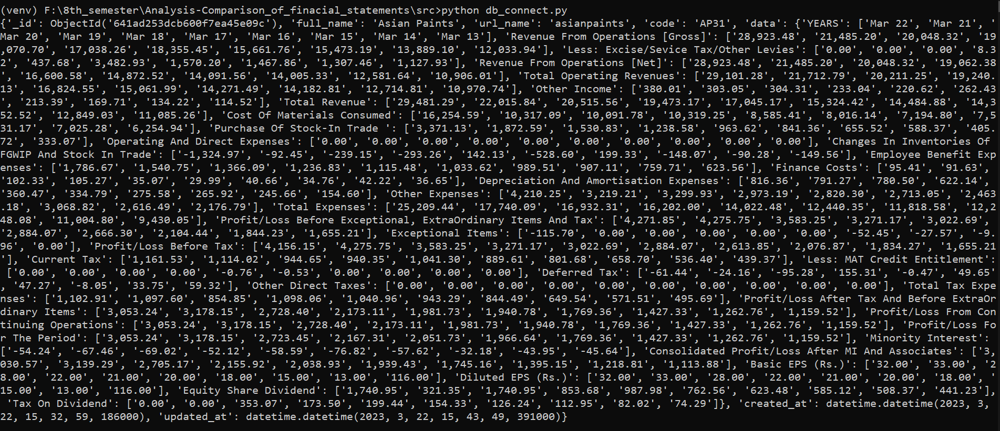 (venv) F:\8th_semester\Analysis-Comparison_of_finacial_statements\src>python db_connect.py
{'_id': ObjectId('641ad253dcb600f7ea45e09c'), 'full_name': 'Asian Paints', 'url_name': 'asianpaints', 'code': 'AP31', 'data': {'YEARS': ['Mar 22', 'Mar 21', '
Mar 20', 'Mar 19', 'Mar 18', 'Mar 17', 'Mar 16', 'Mar 15', 'Mar 14', 'Mar 13'], 'Revenue From Operations [Gross]': ['28,923.48', '21,485.20', '20,048.32', '19
,070.70', '17,038.26', '18,355.45', '15,661.76', '15,473.19', '13,889.10', '12,033.94'], 'Less: Excise/Sevice Tax/Other Levies': ['0.00', '0.00', '0.00', '8.3
2', '437.68', '3,482.93', '1,570.20', '1,467.86', '1,307.46', '1,127.93'], 'Revenue From Operations [Net]': ['28,923.48', '21,485.20', '20,048.32', '19,062.38
', '16,600.58', '14,872.52', '14,091.56', '14,005.33', '12,581.64', '10,906.01'], 'Total Operating Revenues': ['29,101.28', '21,712.79', '20,211.25', '19,240.
13', '16,824.55', '15,061.99', '14,271.49', '14,182.81', '12,714.81', '10,970.74'], 'Other Income': ['380.01', '303.05', '304.31', '233.04', '220.62', '262.43
', '213.39', '169.71', '134.22', '114.52'], 'Total Revenue': ['29,481.29', '22,015.84', '20,515.56', '19,473.17', '17,045.17', '15,324.42', '14,484.88', '14,3
52.52', '12,849.03', '11,085.26'], 'Cost Of Materials Consumed': ['16,254.59', '10,317.09', '10,091.78', '10,319.25', '8,585.41', '8,016.14', '7,194.80', '7,5
31.17', '7,025.28', '6,254.94'], 'Purchase Of Stock-In Trade ': ['3,371.13', '1,872.59', '1,530.83', '1,238.58', '963.62', '841.36', '655.52', '588.37', '405.
72', '333.07'], 'Operating And Direct Expenses': ['0.00', '0.00', '0.00', '0.00', '0.00', '0.00', '0.00', '0.00', '0.00', '0.00'], 'Changes In Inventories Of
FGWIP And Stock In Trade': ['-1,324.97', '-92.45', '-239.15', '-293.26', '142.13', '-528.60', '199.33', '-148.07', '-90.28', '-149.56'], 'Employee Benefit Exp
enses': ['1,786.67', '1,540.75', '1,366.09', '1,236.83', '1,115.48', '1,033.62', '989.51', '907.11', '759.71', '623.56'], 'Finance Costs': ['95.41', '91.63',
'102.33', '105.27', '35.07', '29.99', '40.66', '34.76', '42.22', '36.65'], 'Depreciation And Amortisation Expenses': ['816.36', '791.27', '780.50', '622.14',
'360.47', '334.79', '275.58', '265.92', '245.66', '154.60'], 'Other Expenses': ['4,210.25', '3,219.21', '3,299.93', '2,973.19', '2,820.30', '2,713.05', '2,463
.18', '3,068.82', '2,616.49', '2,176.79'], 'Total Expenses': ['25,209.44', '17,740.09', '16,932.31', '16,202.00', '14,022.48', '12,440.35', '11,818.58', '12,2
48.08', '11,004.80', '9,430.05'], 'Profit/Loss Before Exceptional, ExtraOrdinary Items And Tax': ['4,271.85', '4,275.75', '3,583.25', '3,271.17', '3,022.69',
'2,884.07', '2,666.30', '2,104.44', '1,844.23', '1,655.21'], 'Exceptional Items': ['-115.70', '0.00', '0.00', '0.00', '0.00', '0.00', '-52.45', '-27.57', '-9.
96', '0.00'], 'Profit/Loss Before Tax': ['4,156.15', '4,275.75', '3,583.25', '3,271.17', '3,022.69', '2,884.07', '2,613.85', '2,076.87', '1,834.27', '1,655.21
'], 'Current Tax': ['1,161.53', '1,114.02', '944.65', '940.35', '1,041.30', '889.61', '801.68', '658.70', '536.40', '439.37'], 'Less: MAT Credit Entitlement':
['0.00', '0.00', '0.00', '0.00', '-0.76', '-0.53', '0.00', '0.00', '0.00', '0.00'], 'Deferred Tax': ['-61.44', '-24.16', '-95.28', '155.31', '-0.47', '49.65'
, '47.27', '-8.05', '33.75', '59.32'], 'Other Direct Taxes': ['0.00', '0.00', '0.00', '0.00', '0.00', '0.00', '0.00', '0.00', '0.00', '0.00'], 'Total Tax Expe
nses': ['1,102.91', '1,097.60', '854.85', '1,098.06', '1,040.96', '943.29', '844.49', '649.54', '571.51', '495.69'], 'Profit/Loss After Tax And Before ExtraOr
dinary Items': ['3,053.24', '3,178.15', '2,728.40', '2,173.11', '1,981.73', '1,940.78', '1,769.36', '1,427.33', '1,262.76', '1,159.52'], 'Profit/Loss From Con
tinuing Operations': ['3,053.24', '3,178.15', '2,728.40', '2,173.11', '1,981.73', '1,940.78', '1,769.36', '1,427.33', '1,262.76', '1,159.52'], 'Profit/Loss Fo
r The Period': ['3,053.24', '3,178.15', '2,723.45', '2,167.31', '2,051.73', '1,966.64', '1,769.36', '1,427.33', '1,262.76', '1,159.52'], 'Minority Interest':
['-54.24', '-67.46', '-69.02', '-52.12', '-58.59', '-76.82', '-57.62', '-32.18', '-43.95', '-45.64'], 'Consolidated Profit/Loss After MI And Associates': ['3,
030.57', '3,139.29', '2,705.17', '2,155.92', '2,038.93', '1,939.43', '1,745.16', '1,395.15', '1,218.81', '1,113.88'], 'Basic EPS (Rs.)': ['32.00', '33.00', '2
8.00', '22.00', '21.00', '20.00', '18.00', '15.00', '13.00', '116.00'], 'Diluted EPS (Rs.)': ['32.00', '33.00', '28.00', '22.00', '21.00', '20.00', '18.00', '
15.00', '13.00', '116.00'], 'Equity Share Dividend': ['1,740.95', '321.35', '1,740.95', '853.68', '987.98', '762.56', '623.48', '585.12', '508.37', '441.23'],
'Tax On Dividend': ['0.00', '0.00', '353.07', '173.50', '199.44', '154.33', '126.24', '112.95', '82.02', '74.29']}, 'created_at': datetime.datetime(2023, 3,
22, 15, 32, 59, 186000), 'updated_at': datetime.datetime(2023, 3, 22, 15, 43, 49, 391000)}